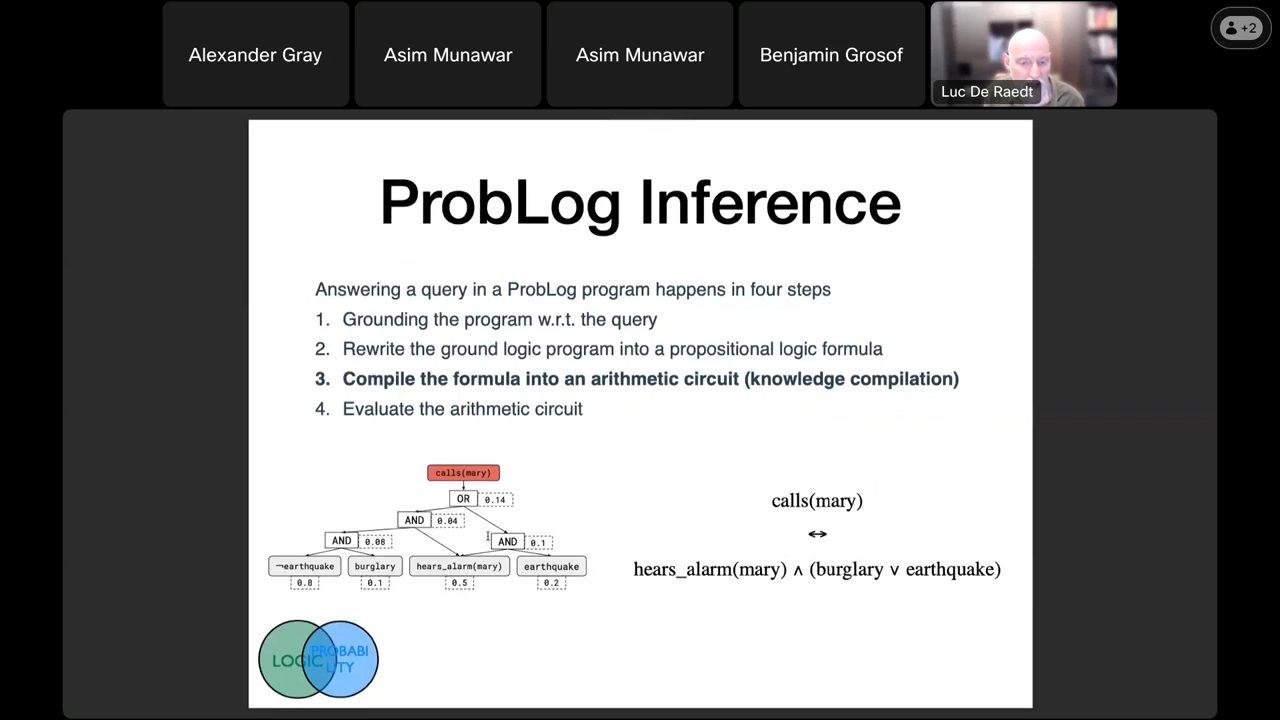 Alexander Gray
Asim Munawar
Asim Munawar
Benjamin Grosof
Luc De Raedt
+2
ProbLog Inference
Answering a query in a ProbLog program happens in four steps
1. Grounding the program w.r.t. the query
2. Rewrite the ground logic program into a propositional logic formula
3. Compile the formula into an arithmetic circuit (knowledge compilation)
4. Evaluate the arithmetic circuit
calls(mary)
OR 0.14
AND 0.04
AND 0.08
AND 0.1
¬earthquake
burglary
hears_alarm(mary)
earthquake
0.8
0.1
0.5
0.2
calls(mary)
↔
hears_alarm(mary) ∧ (burglary ∨ earthquake)
LOGIC
PROBABI
LITY